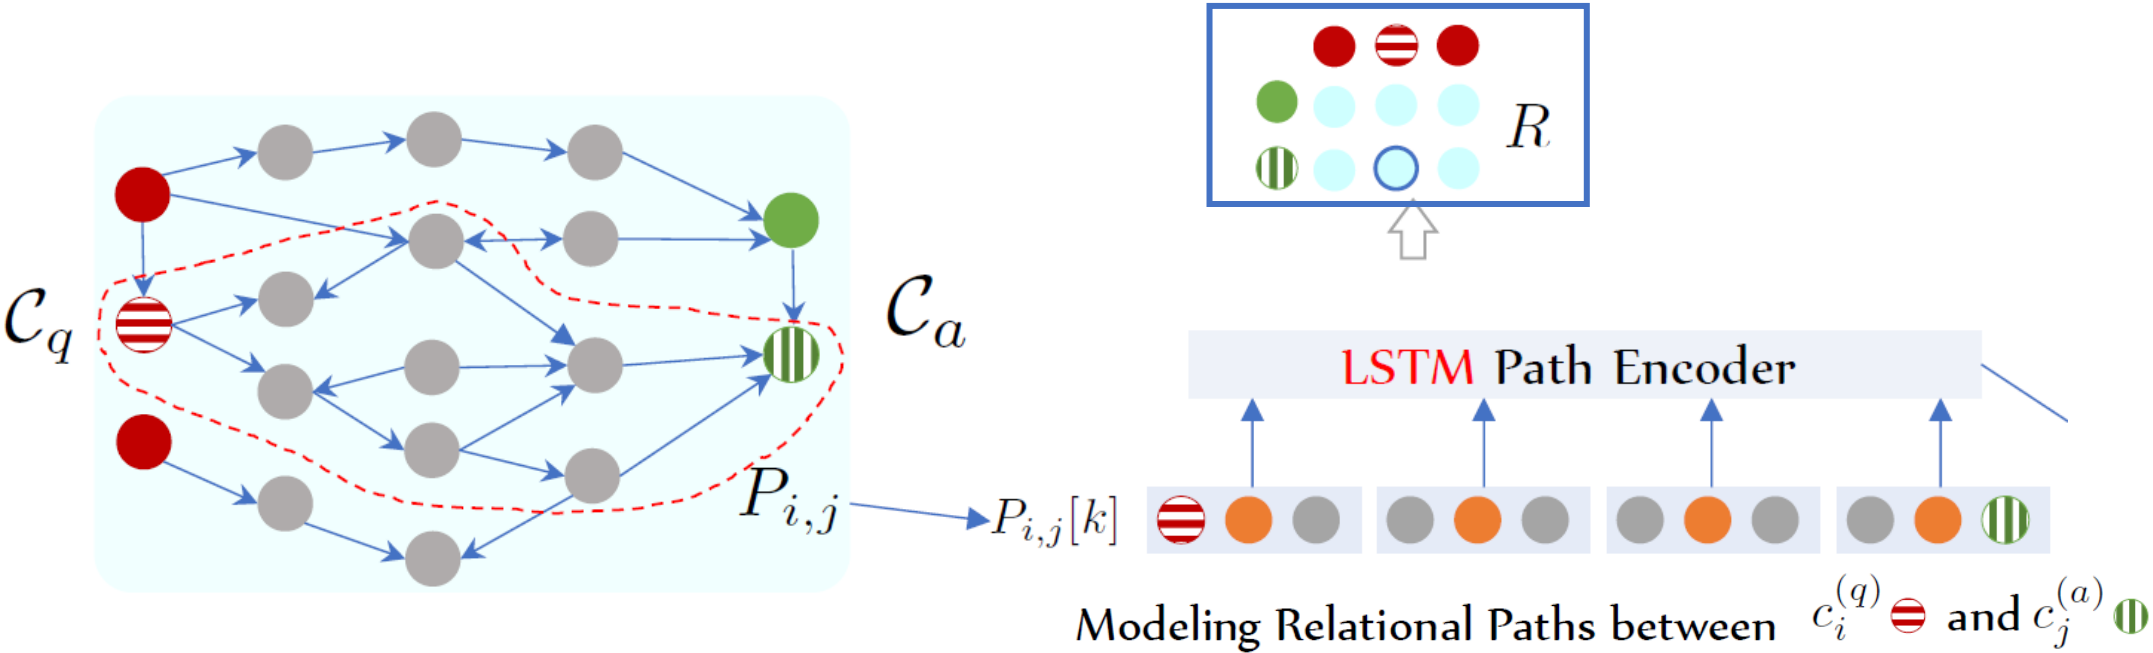 R
𝒞_q
𝒞_a
LSTM Path Encoder
P_{i,j}
P_{i,j}[k]
Modeling Relational Paths between c_i^{(q)} and c_j^{(a)}